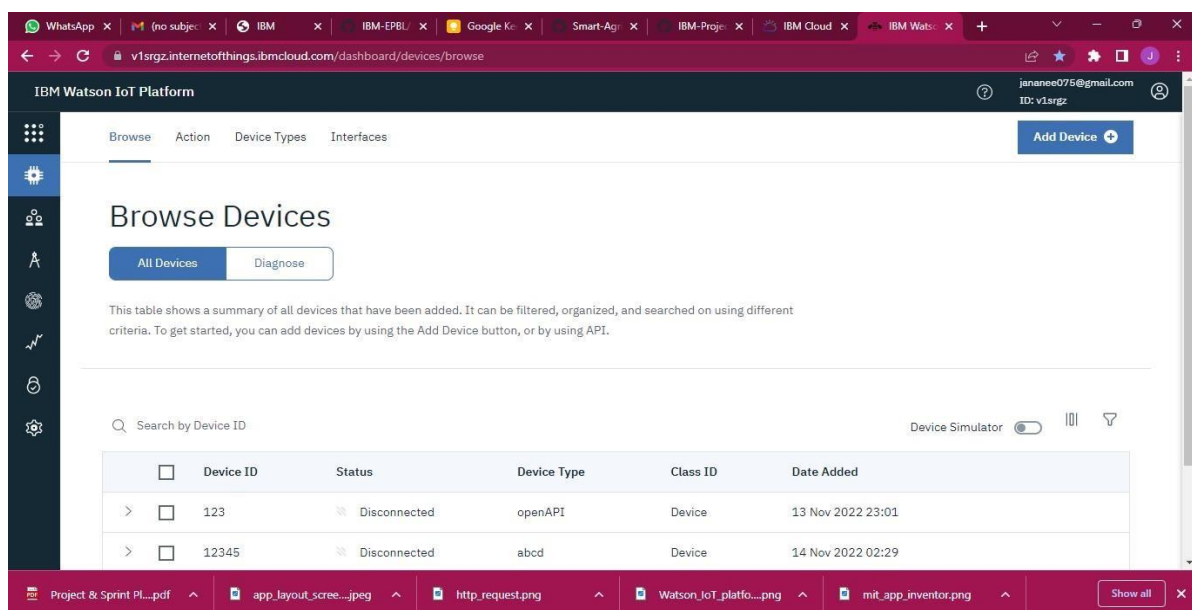 WhatsApp
(no subjec
IBM
IBM-EPBL/
Google Ke
Smart-Agr
IBM-Projec
IBM Cloud
IBM Watso
v1srgz.internetofthings.ibmcloud.com/dashboard/devices/browse
J
IBM Watson IoT Platform
jananee075@gmail.com
ID: v1srgz
Browse Action Device Types Interfaces
Add Device
Browse Devices
All Devices Diagnose
This table shows a summary of all devices that have been added. It can be filtered, organized, and searched on using different
criteria. To get started, you can add devices by using the Add Device button, or by using API.
Search by Device ID
Device Simulator
Device ID Status Device Type Class ID Date Added
123 Disconnected openAPI Device 13 Nov 2022 23:01
12345 Disconnected abcd Device 14 Nov 2022 02:29
Project & Sprint Pl....pdf
app_layout_scree....jpeg
http_request.png
Watson_IoT_platfo....png
mit_app_inventor.png
Show all